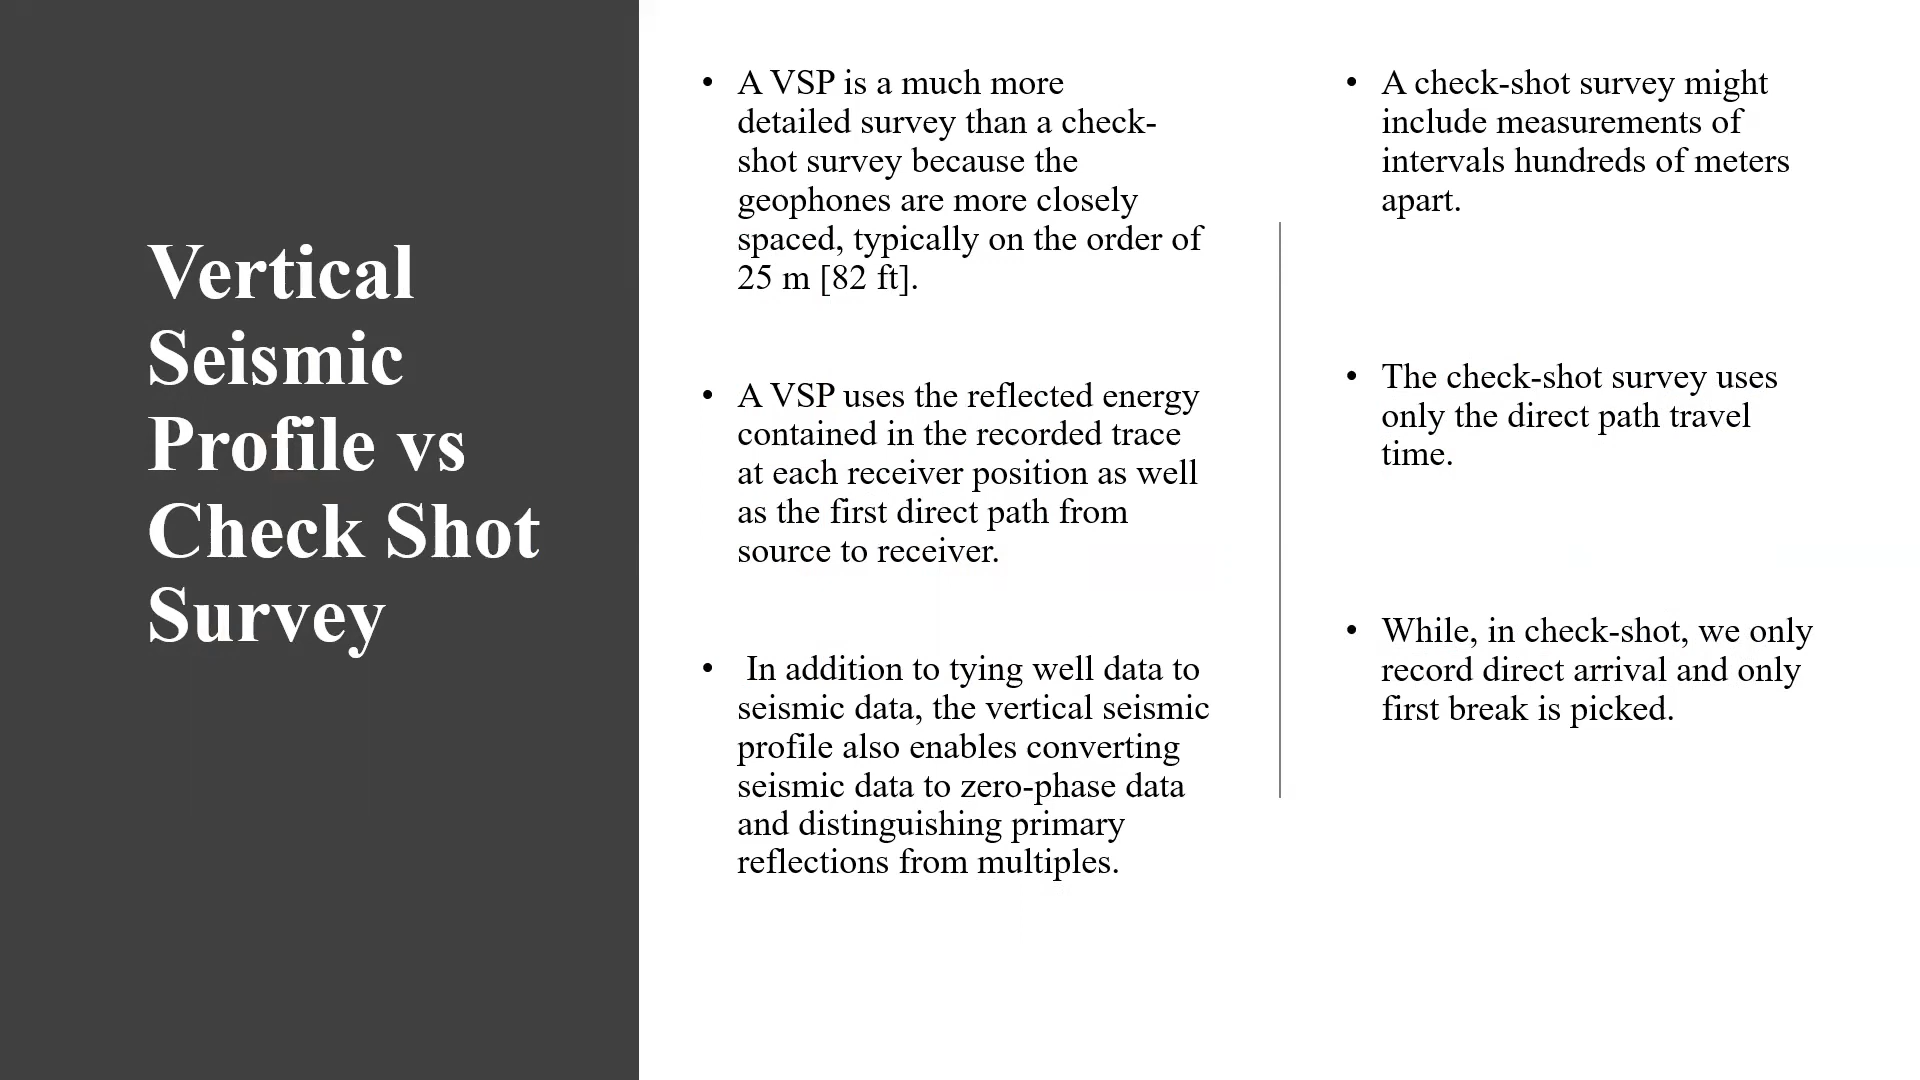 Vertical
Seismic
Profile vs
Check Shot
Survey
• A VSP is a much more
detailed survey than a check-
shot survey because the
geophones are more closely
spaced, typically on the order of
25 m [82 ft].
• A VSP uses the reflected energy
contained in the recorded trace
at each receiver position as well
as the first direct path from
source to receiver.
• In addition to tying well data to
seismic data, the vertical seismic
profile also enables converting
seismic data to zero-phase data
and distinguishing primary
reflections from multiples.
• A check-shot survey might
include measurements of
intervals hundreds of meters
apart.
• The check-shot survey uses
only the direct path travel
time.
• While, in check-shot, we only
record direct arrival and only
first break is picked.